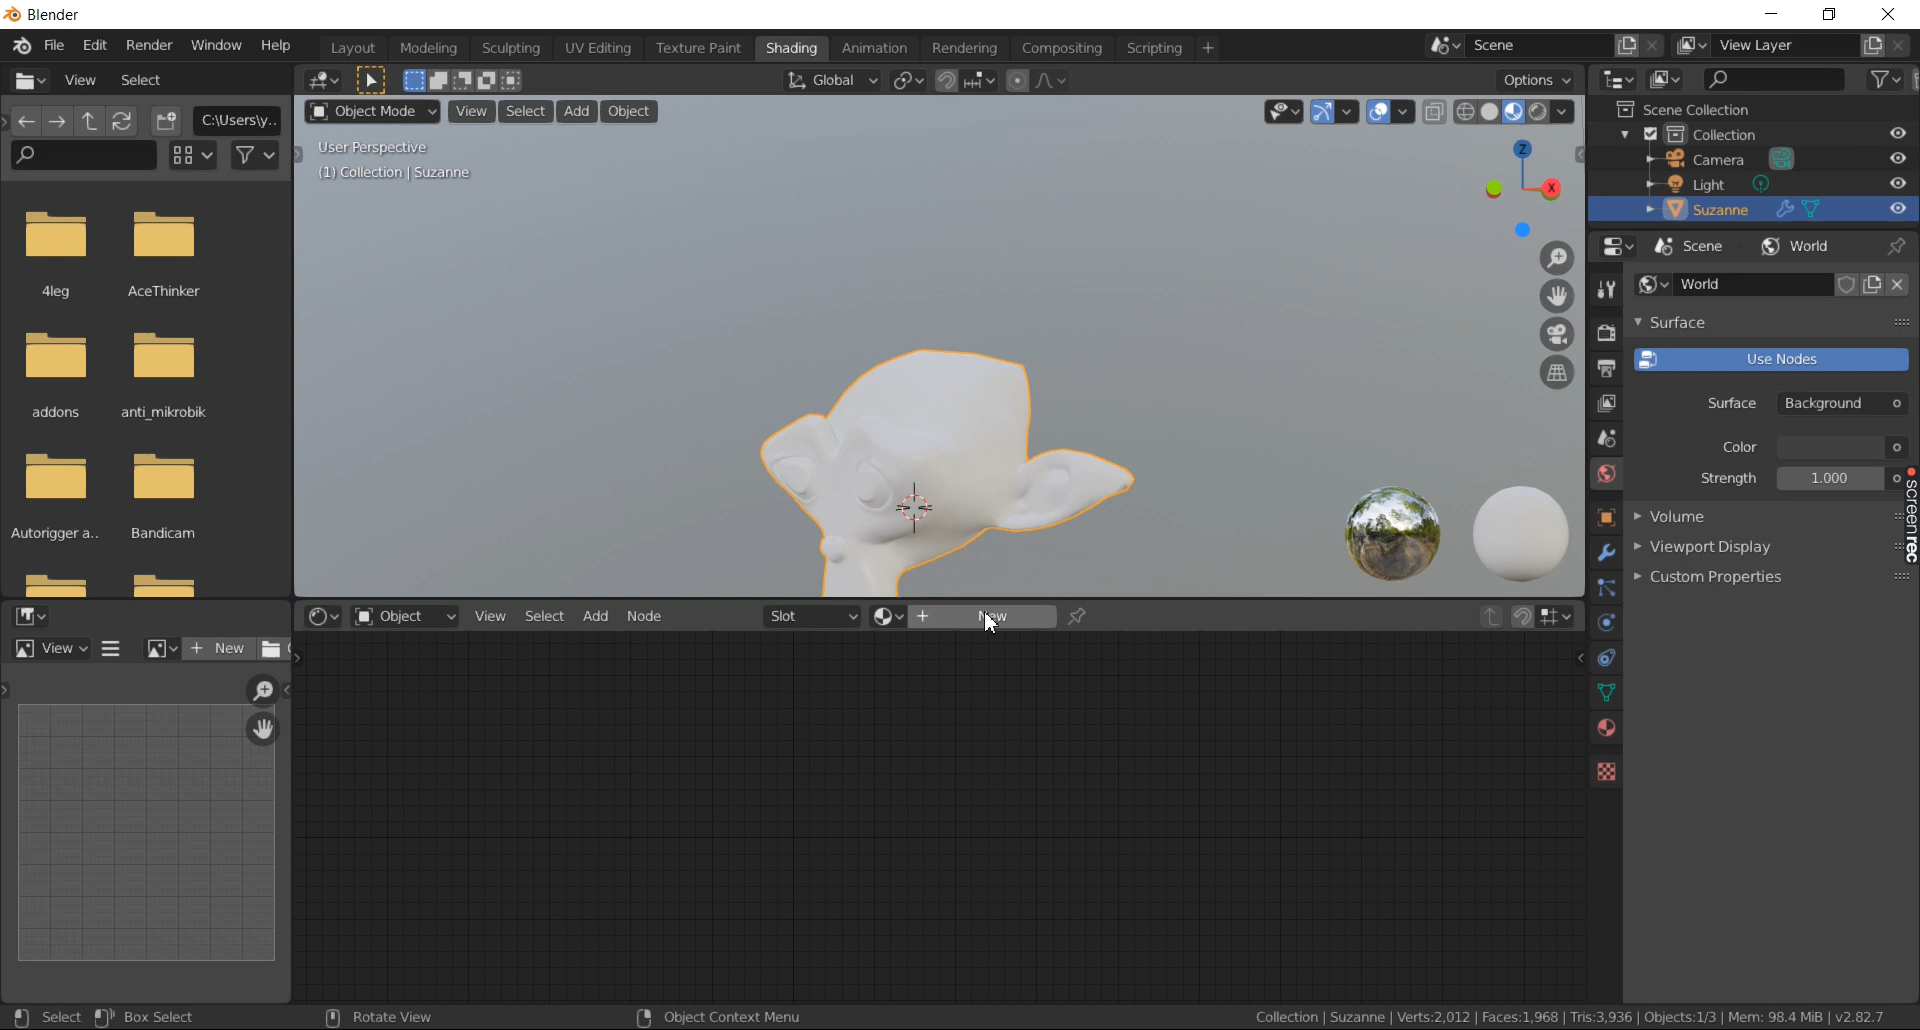 Blender
File Edit Render Window Help Layout Modeling Sculpting UV Editing Texture Paint Shading Animation Rendering Compositing Scripting + Scene View Layer
View Select Global Options
C:\Users\y.. Object Mode View Select Add Object
User Perspective
(1) Collection | Suzanne
Z
X
4leg AceThinker
addons anti_mikrobik
Autorigger a.. Bandicam
Scene Collection
Collection
Camera
Light
Suzanne
Scene World
World
Surface
Use Nodes
Surface Background
Color
Strength 1.000
Volume
Viewport Display
Custom Properties
screenrec
Object View Select Add Node Slot + New
View + New
Select Box Select Rotate View Object Context Menu Collection | Suzanne | Verts:2,012 | Faces:1,968 | Tris:3,936 | Objects:1/3 | Mem: 98.4 MiB | v2.82.7